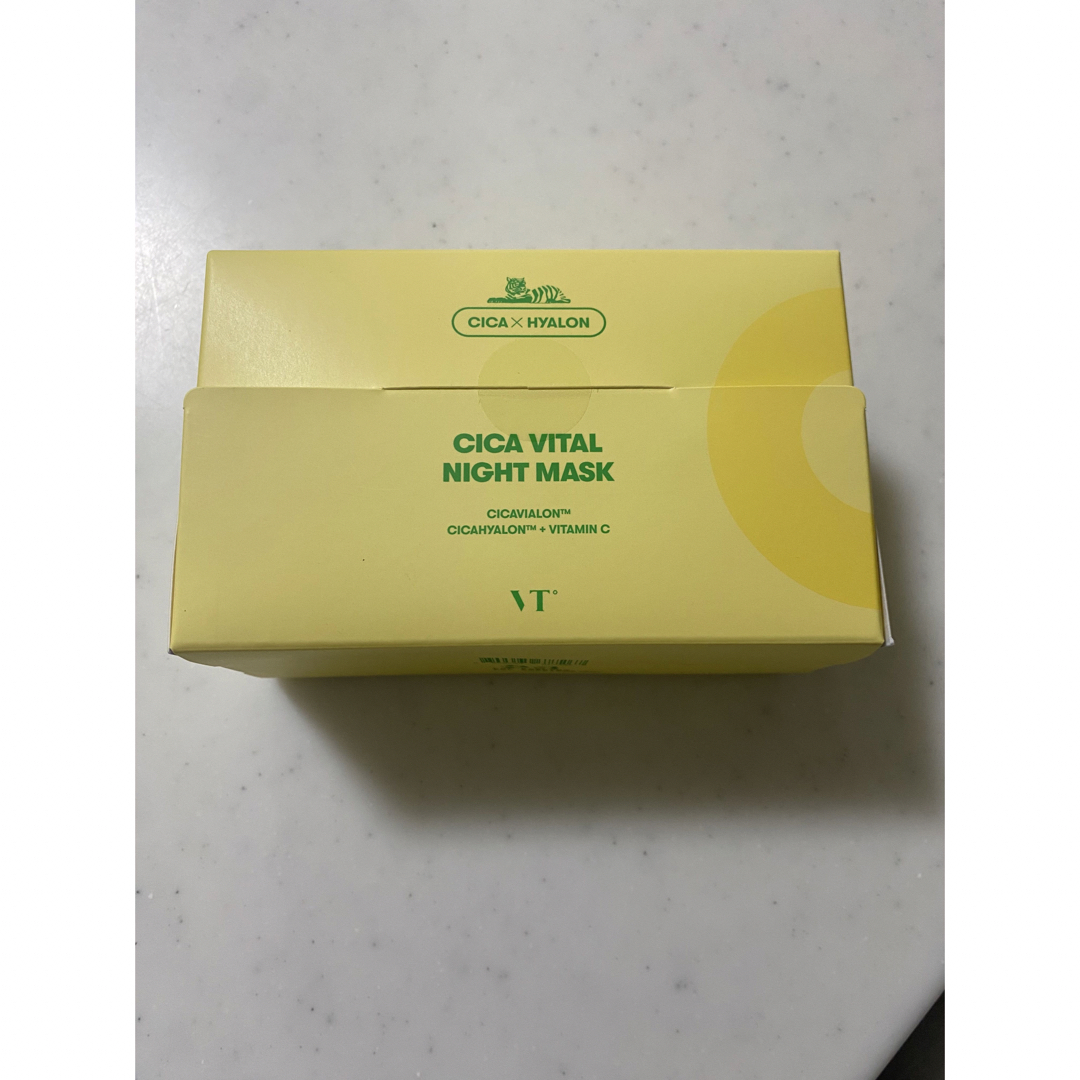 CICA × HYALON
CICA VITAL
NIGHT MASK
CICAVIALON™
CICAHYALON™ + VITAMIN C
VT°